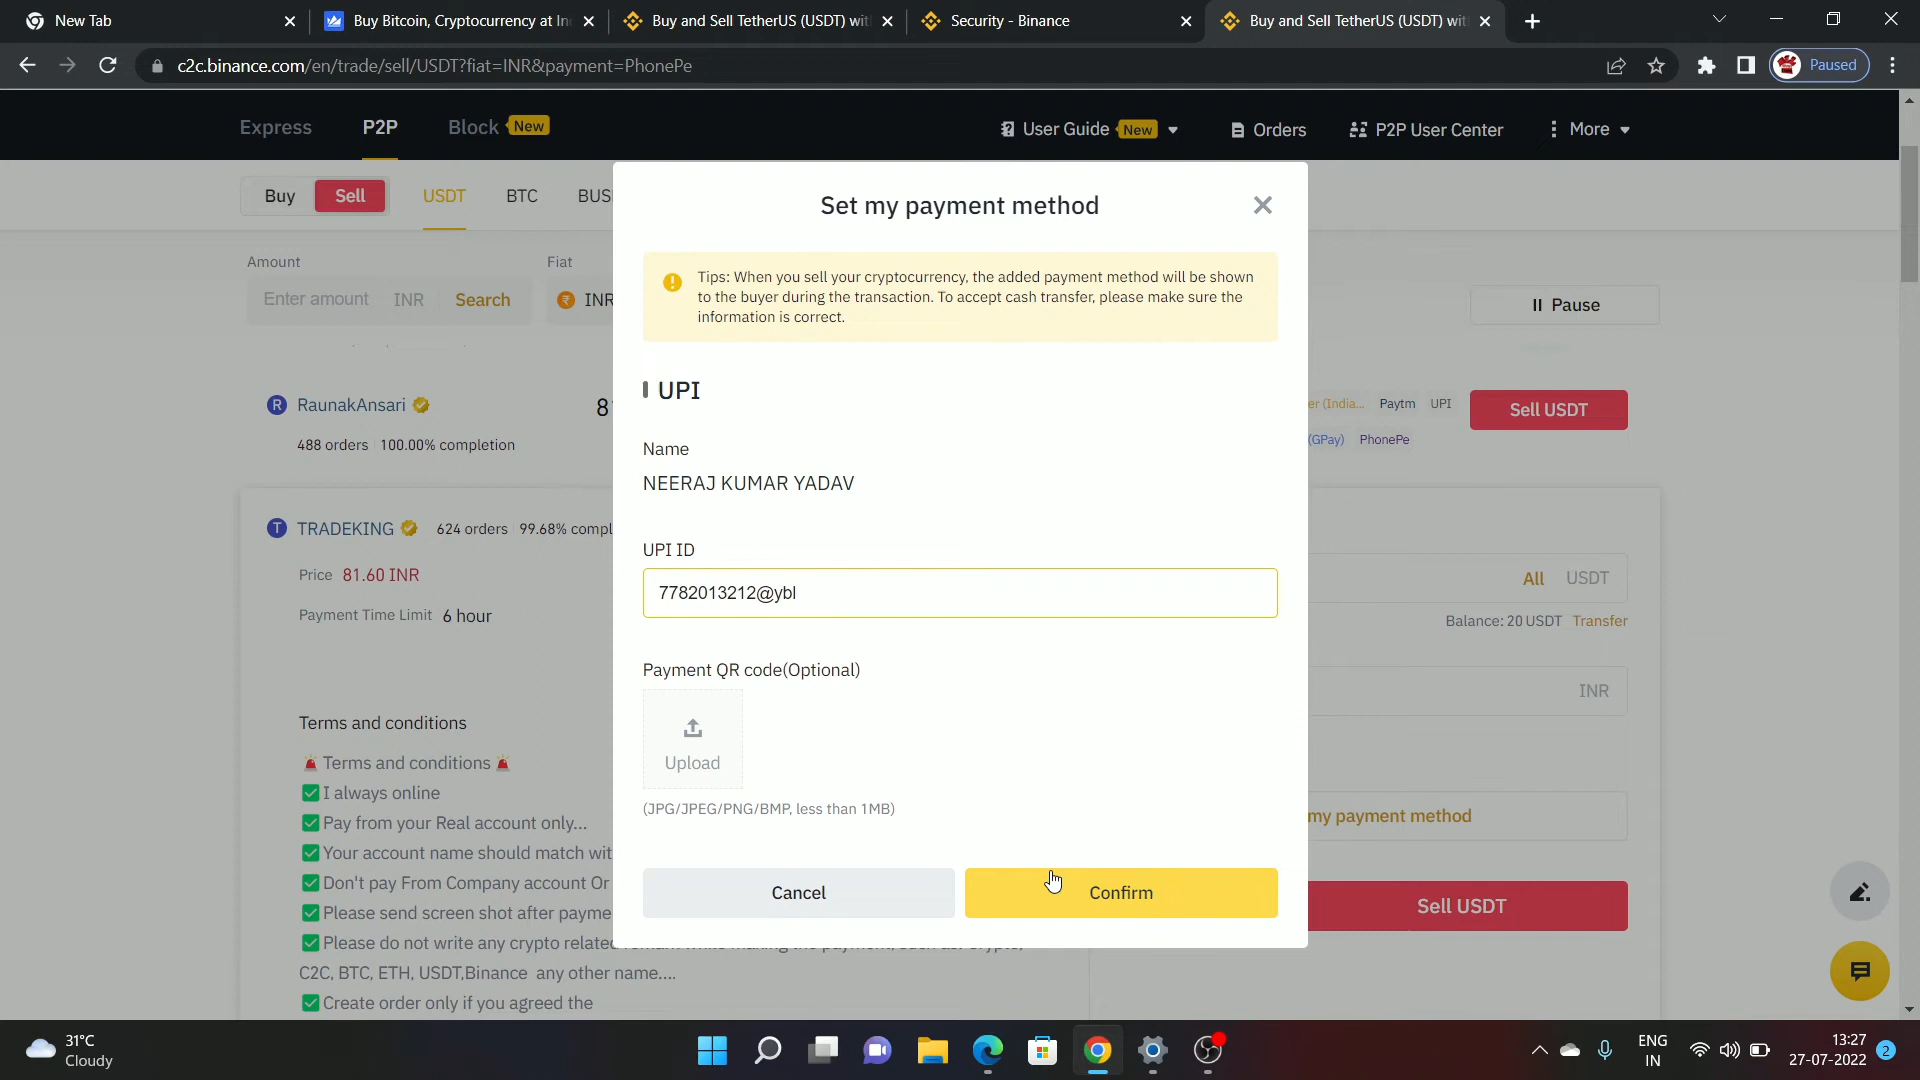 New Tab
Buy Bitcoin, Cryptocurrency at In
Buy and Sell TetherUS (USDT) wit
Security - Binance
Buy and Sell TetherUS (USDT) wit
c2c.binance.com/en/trade/sell/USDT?fiat=INR&payment=PhonePe
Paused
Express
P2P
Block New
User Guide New
Orders
P2P User Center
More
Buy
Sell
USDT
BTC
BUS
Amount
Enter amount
INR
Search
Fiat
INR
Pause
RaunakAnsari
488 orders
100.00% completion
Paytm
UPI
(GPay)
PhonePe
Sell USDT
TRADEKING
624 orders
99.68% compl
Price 81.60 INR
Payment Time Limit 6 hour
Terms and conditions
🚨 Terms and conditions 🚨
✅ I always online
✅ Pay from your Real account only...
✅ Your account name should match wit
✅ Don't pay From Company account Or
✅ Please send screen shot after payme
✅ Please do not write any crypto related
C2C, BTC, ETH, USDT,Binance any other name....
✅ Create order only if you agreed the
Set my payment method
Tips: When you sell your cryptocurrency, the added payment method will be shown
to the buyer during the transaction. To accept cash transfer, please make sure the
information is correct.
UPI
Name
NEERAJ KUMAR YADAV
UPI ID
7782013212@ybl
Payment QR code(Optional)
Upload
(JPG/JPEG/PNG/BMP, less than 1MB)
Cancel
Confirm
All
USDT
Balance: 20 USDT Transfer
INR
my payment method
Sell USDT
31°C
Cloudy
ENG
IN
13:27
27-07-2022
2